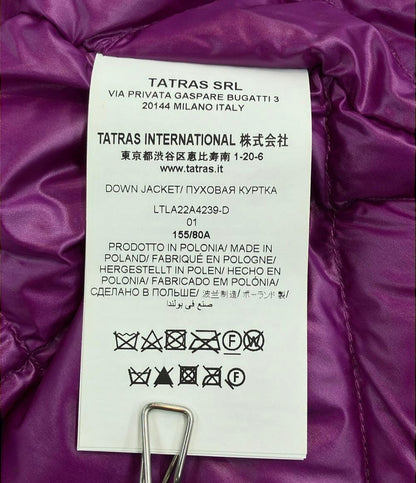 TATRAS SRL
VIA PRIVATA GASPARE BUGATTI 3
20144 MILANO ITALY
TATRAS INTERNATIONAL 株式会社
東京都渋谷区恵比寿南 1-20-6
www.tatras.it
DOWN JACKET/ ПУХОВАЯ КУРТКА
LTLA22A4239-D
01
155/80A
PRODOTTO IN POLONIA/ MADE IN
POLAND/ FABRIQUÉ EN POLOGNE/
HERGESTELLT IN POLEN/ HECHO EN
POLONIA/ FABRICADO EM POLÓNIA/
СДЕЛАНО В ПОЛЬШЕ/ 波兰制造/ ポーランド製/
صنع في بولندا